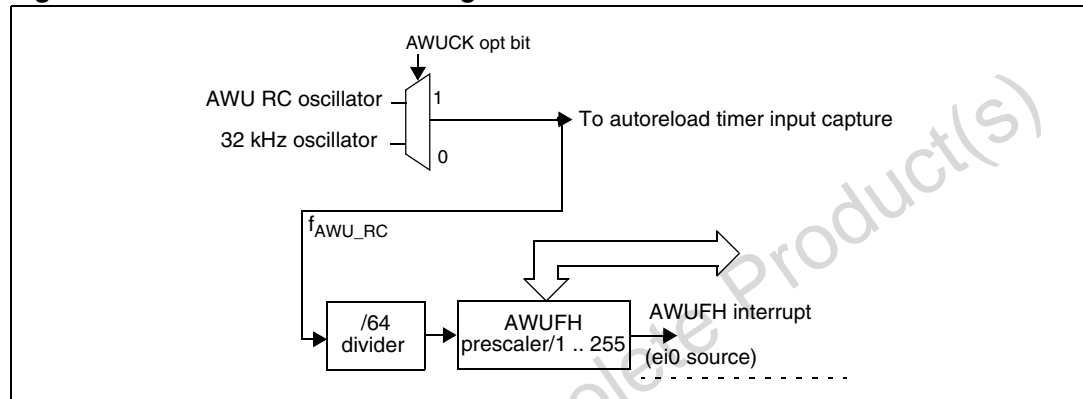 AWUCK opt bit
AWU RC oscillator
1
To autoreload timer input capture
32 kHz oscillator
0
fAWU_RC
/64
divider
AWUFH
prescaler/1 .. 255
AWUFH interrupt
(ei0 source)
olete Product(s)